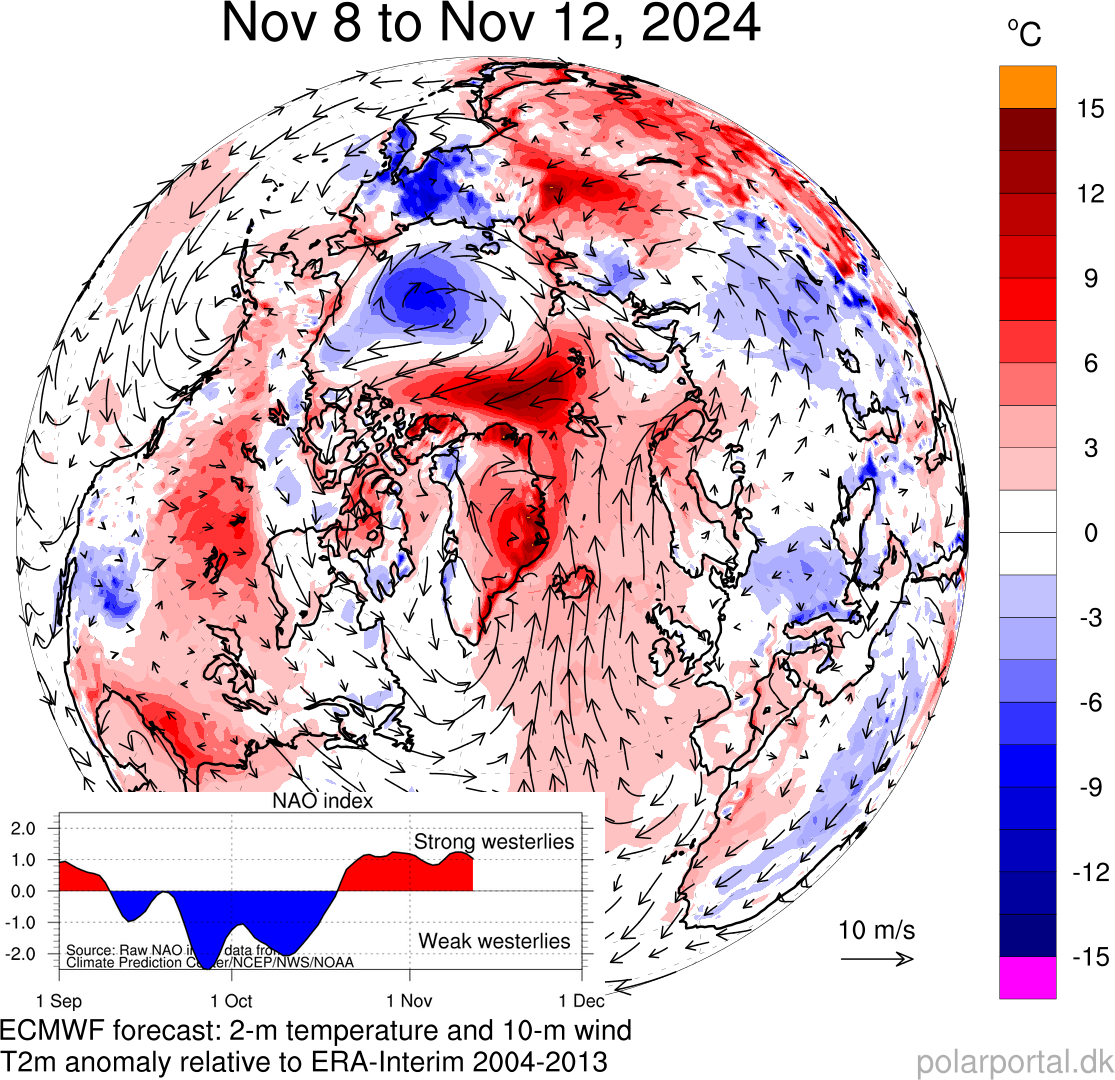 Nov 8 to Nov 12, 2024
°C
15
12
9
6
3
0
-3
-6
-9
-12
-15
10 m/s
NAO index
2.0
1.0
0.0
-1.0
-2.0
Strong westerlies
Weak westerlies
Source: Raw NAO data from
Climate Prediction Center/NCEP/NWS/NOAA
1 Sep
1 Oct
1 Nov
1 Dec
ECMWF forecast: 2-m temperature and 10-m wind
T2m anomaly relative to ERA-Interim 2004-2013
polarportal.dk